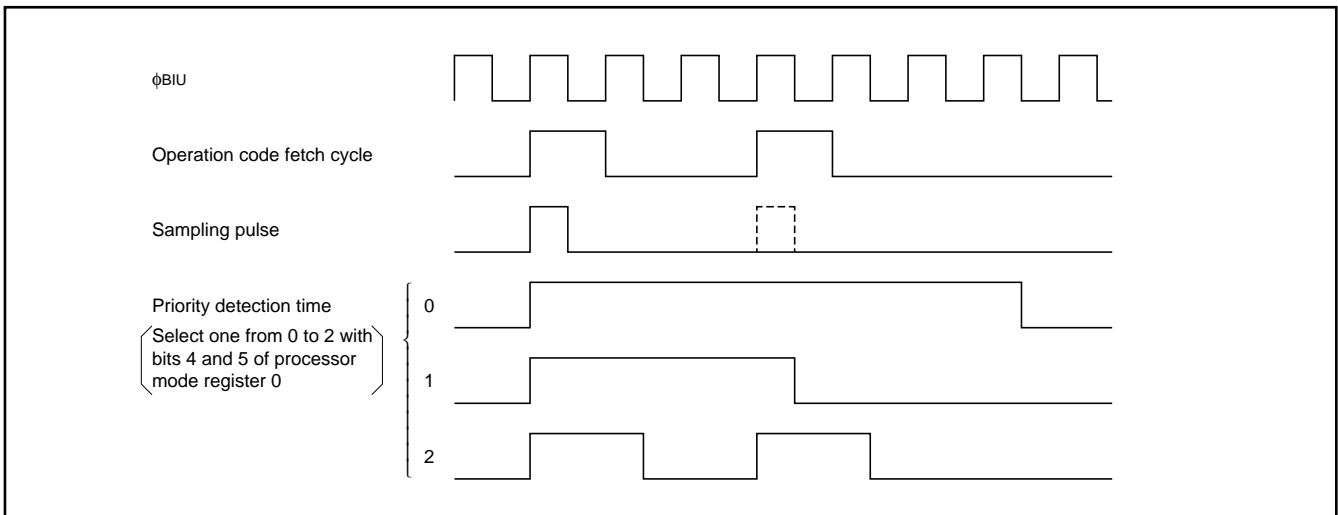 φBIU
Operation code fetch cycle
Sampling pulse
Priority detection time
Select one from 0 to 2 with
bits 4 and 5 of processor
mode register 0
0
1
2